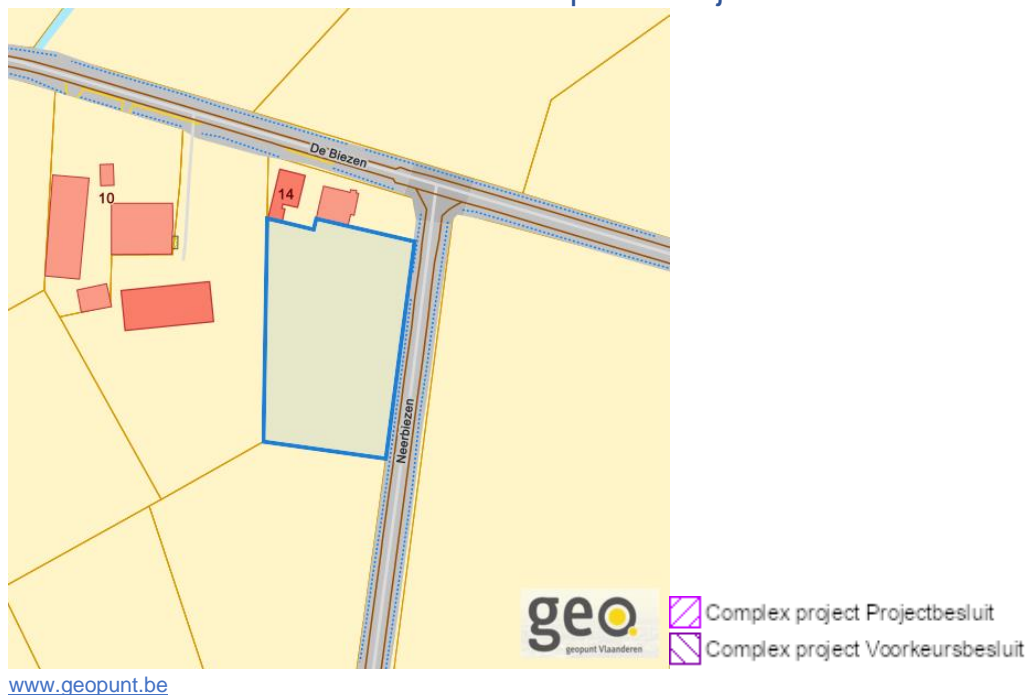 De Biezen
14
10
Neerbiezen
geo
geopunt Vlaanderen
Complex project Projectbesluit
Complex project Voorkeursbesluit
www.geopunt.be